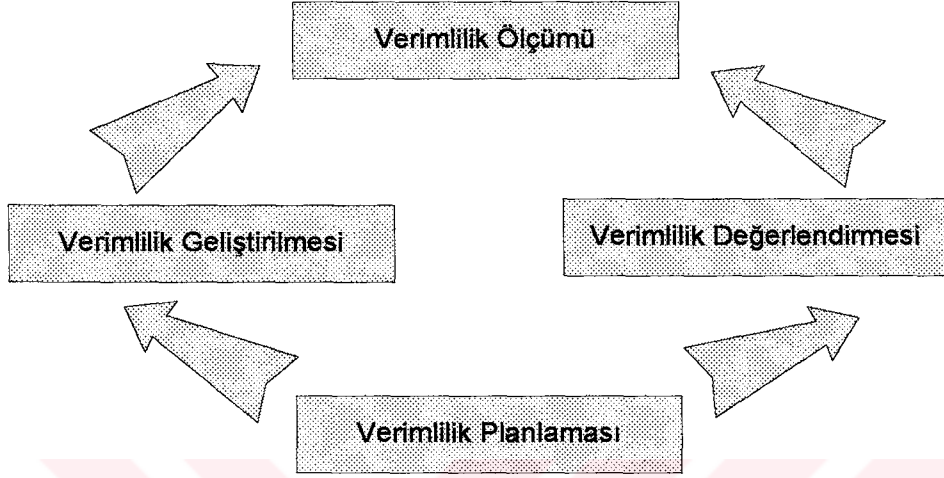 Verimlilik Ölçümü
Verimlilik Geliştirilmesi
Verimlilik Değerlendirmesi
Verimlilik Planlaması